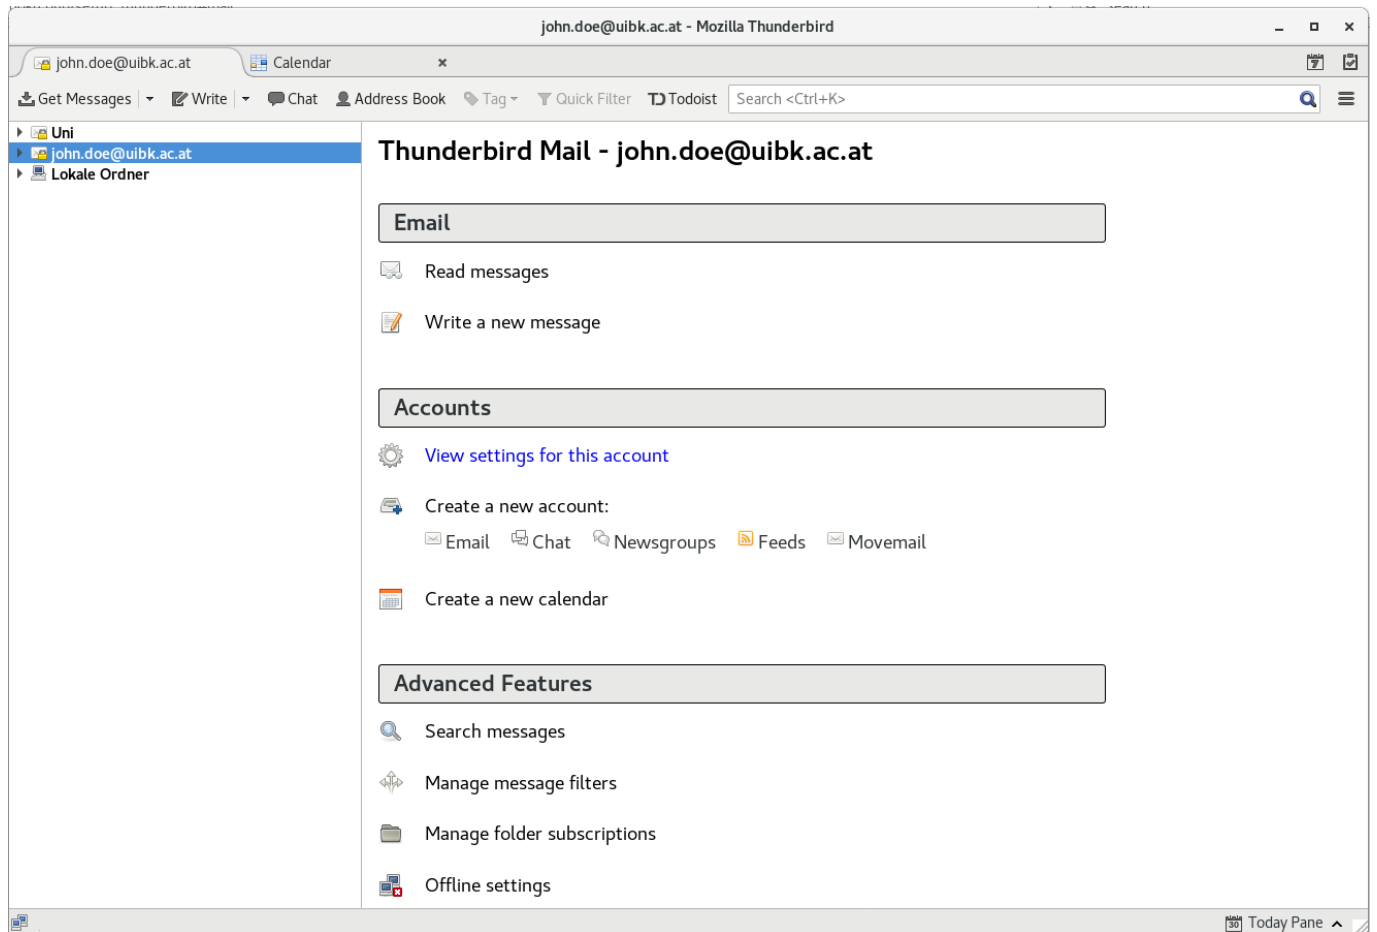 john.doe@uibk.ac.at - Mozilla Thunderbird
john.doe@uibk.ac.at Calendar
Get Messages Write Chat Address Book Tag Quick Filter Todoist Search <Ctrl+K>
Uni
john.doe@uibk.ac.at
Lokale Ordner
Thunderbird Mail - john.doe@uibk.ac.at
Email
Read messages
Write a new message
Accounts
View settings for this account
Create a new account:
Email Chat Newsgroups Feeds Movemail
Create a new calendar
Advanced Features
Search messages
Manage message filters
Manage folder subscriptions
Offline settings
30 Today Pane